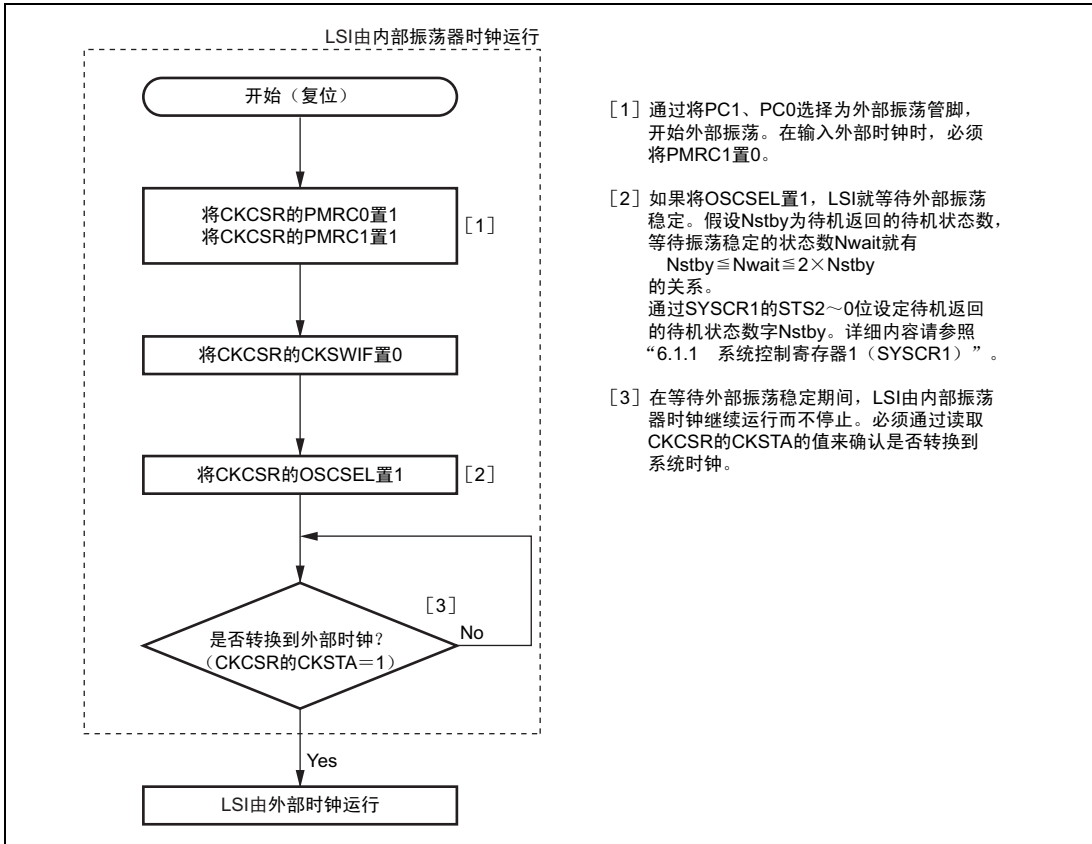 LSI由内部振荡器时钟运行
开始（复位）
将CKCSR的PMRC0置1
将CKCSR的PMRC1置1
［1］
将CKCSR的CKSWIF置0
将CKCSR的OSCSEL置1
［2］
［3］
是否转换到外部时钟?
（CKCSR的CKSTA＝1）
No
Yes
LSI由外部时钟运行
［1］通过将PC1、PC0选择为外部振荡管脚，
开始外部振荡。在输入外部时钟时，必须
将PMRC1置0。
［2］如果将OSCSEL置1，LSI就等待外部振荡
稳定。假设Nstby为待机返回的待机状态数，
等待振荡稳定的状态数Nwait就有
Nstby≦Nwait≦2×Nstby
的关系。
通过SYSCR1的STS2～0位设定待机返回
的待机状态数字Nstby。详细内容请参照
“6.1.1 系统控制寄存器1（SYSCR1）”。
［3］在等待外部振荡稳定期间，LSI由内部振荡
器时钟继续运行而不停止。必须通过读取
CKCSR的CKSTA的值来确认是否转换到
系统时钟。